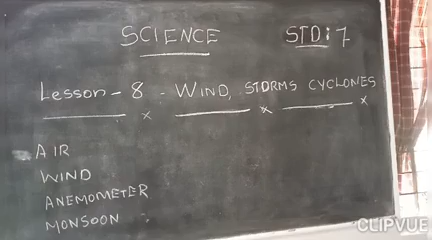 SCIENCE STD: 7
Lesson - 8 - WIND, STORMS CYCLONES
AIR
WIND
ANEMOMETER
MONSOON
CLIPVUE